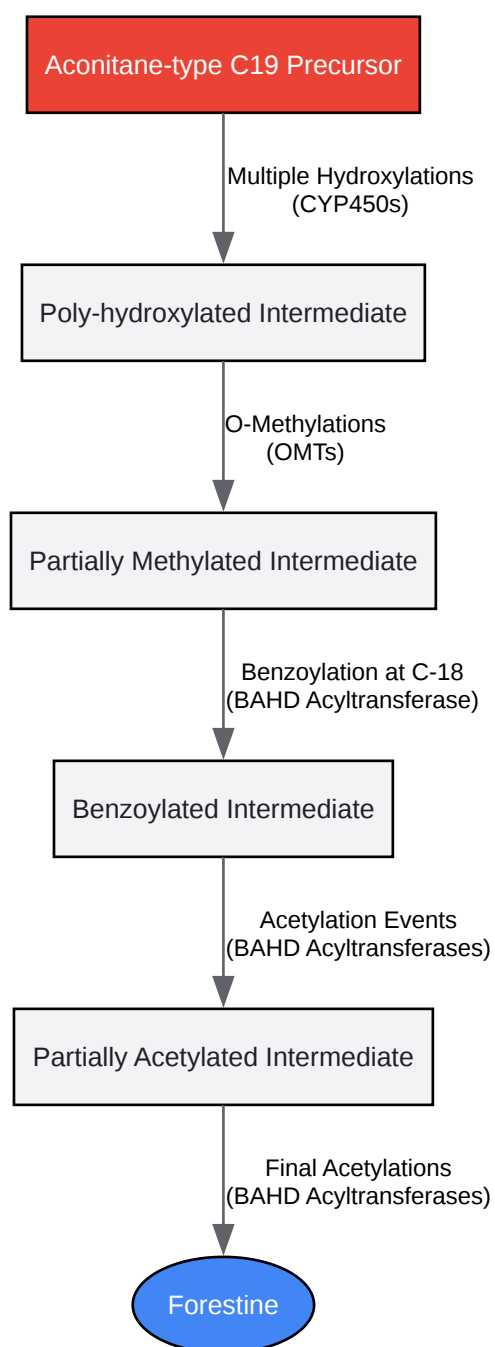 Aconitane-type C19 Precursor
Multiple Hydroxylations
(CYP450s)
Poly-hydroxylated Intermediate
O-Methylations
(OMTs)
Partially Methylated Intermediate
Benzoylation at C-18
(BAHD Acyltransferase)
Benzoylated Intermediate
Acetylation Events
(BAHD Acyltransferases)
Partially Acetylated Intermediate
Final Acetylations
(BAHD Acyltransferases)
Forestine